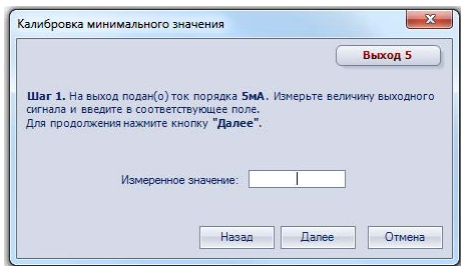 Калибровка минимального значения
Выход 5
Шаг 1. На выход подан(о) ток порядка 5мА. Измерьте величину выходного
сигнала и введите в соответствующее поле.
Для продолжения нажмите кнопку "Далее".
Измеренное значение:
Назад Далее Отмена